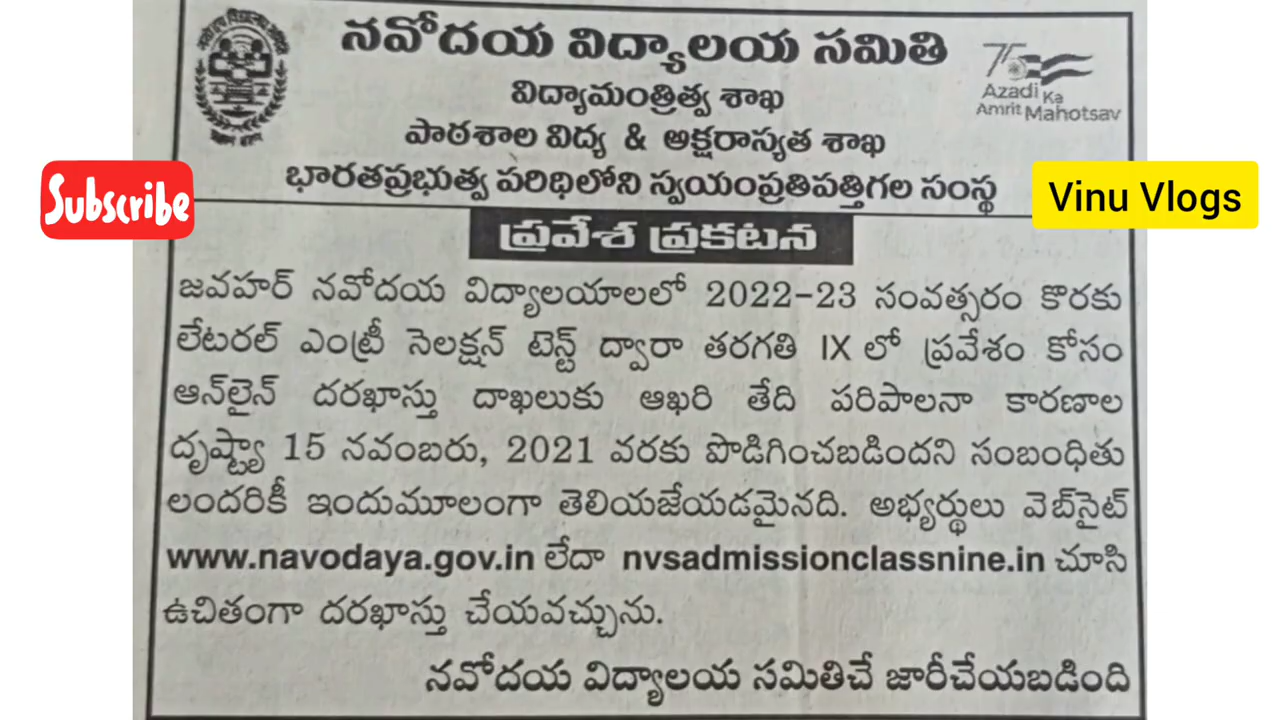 నవోదయ విద్యాలయ సమితి
విద్యామంత్రిత్వ శాఖ
పాఠశాల విద్య & అక్షరాస్యత శాఖ
భారతప్రభుత్వ పరిధిలోని స్వయంప్రతిపత్తిగల సంస్థ
75
Azadi Ka
Amrit Mahotsav
Subscribe
Vinu Vlogs
ప్రవేశ ప్రకటన
జవహర్ నవోదయ విద్యాలయాలలో 2022-23 సంవత్సరం కొరకు
లేటరల్ ఎంట్రీ సెలక్షన్ టెస్ట్ ద్వారా తరగతి IX లో ప్రవేశం కోసం
ఆన్‌లైన్ దరఖాస్తు దాఖలుకు ఆఖరి తేది పరిపాలనా కారణాల
దృష్ట్యా 15 నవంబరు, 2021 వరకు పొడిగించబడిందని సంబంధితు
లందరికీ ఇందుమూలంగా తెలియజేయడమైనది. అభ్యర్థులు వెబ్‌సైట్
www.navodaya.gov.in లేదా nvsadmissionclassnine.in చూసి
ఉచితంగా దరఖాస్తు చేయవచ్చును.
నవోదయ విద్యాలయ సమితిచే జారీచేయబడింది